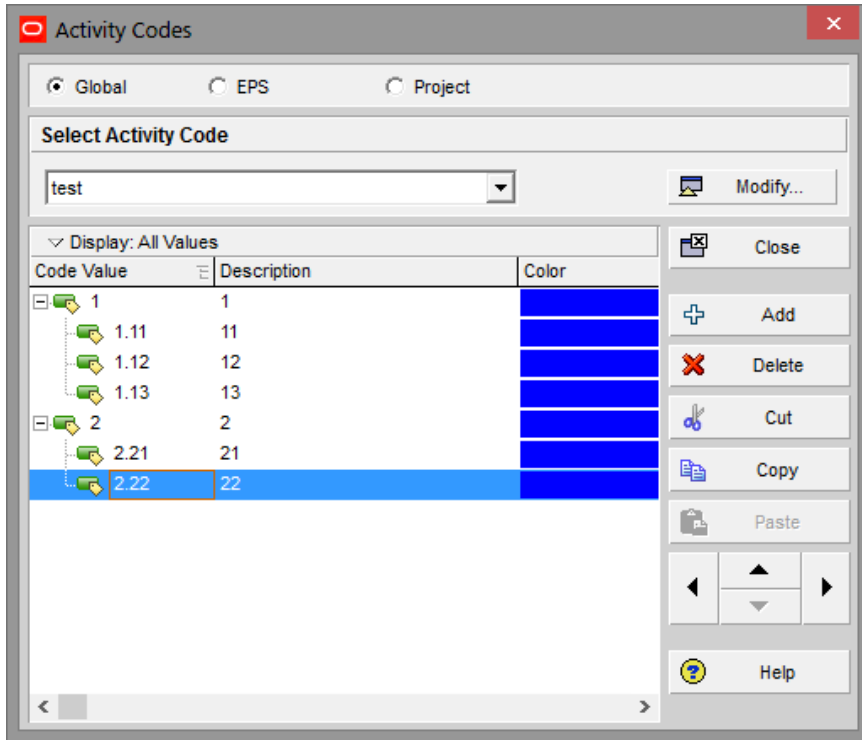 Activity Codes
Global EPS Project
Select Activity Code
test Modify...
Display: All Values Close
Code Value Description Color
1 1
1.11 11
1.12 12
1.13 13
2 2
2.21 21
2.22 22
Add
Delete
Cut
Copy
Paste
Help